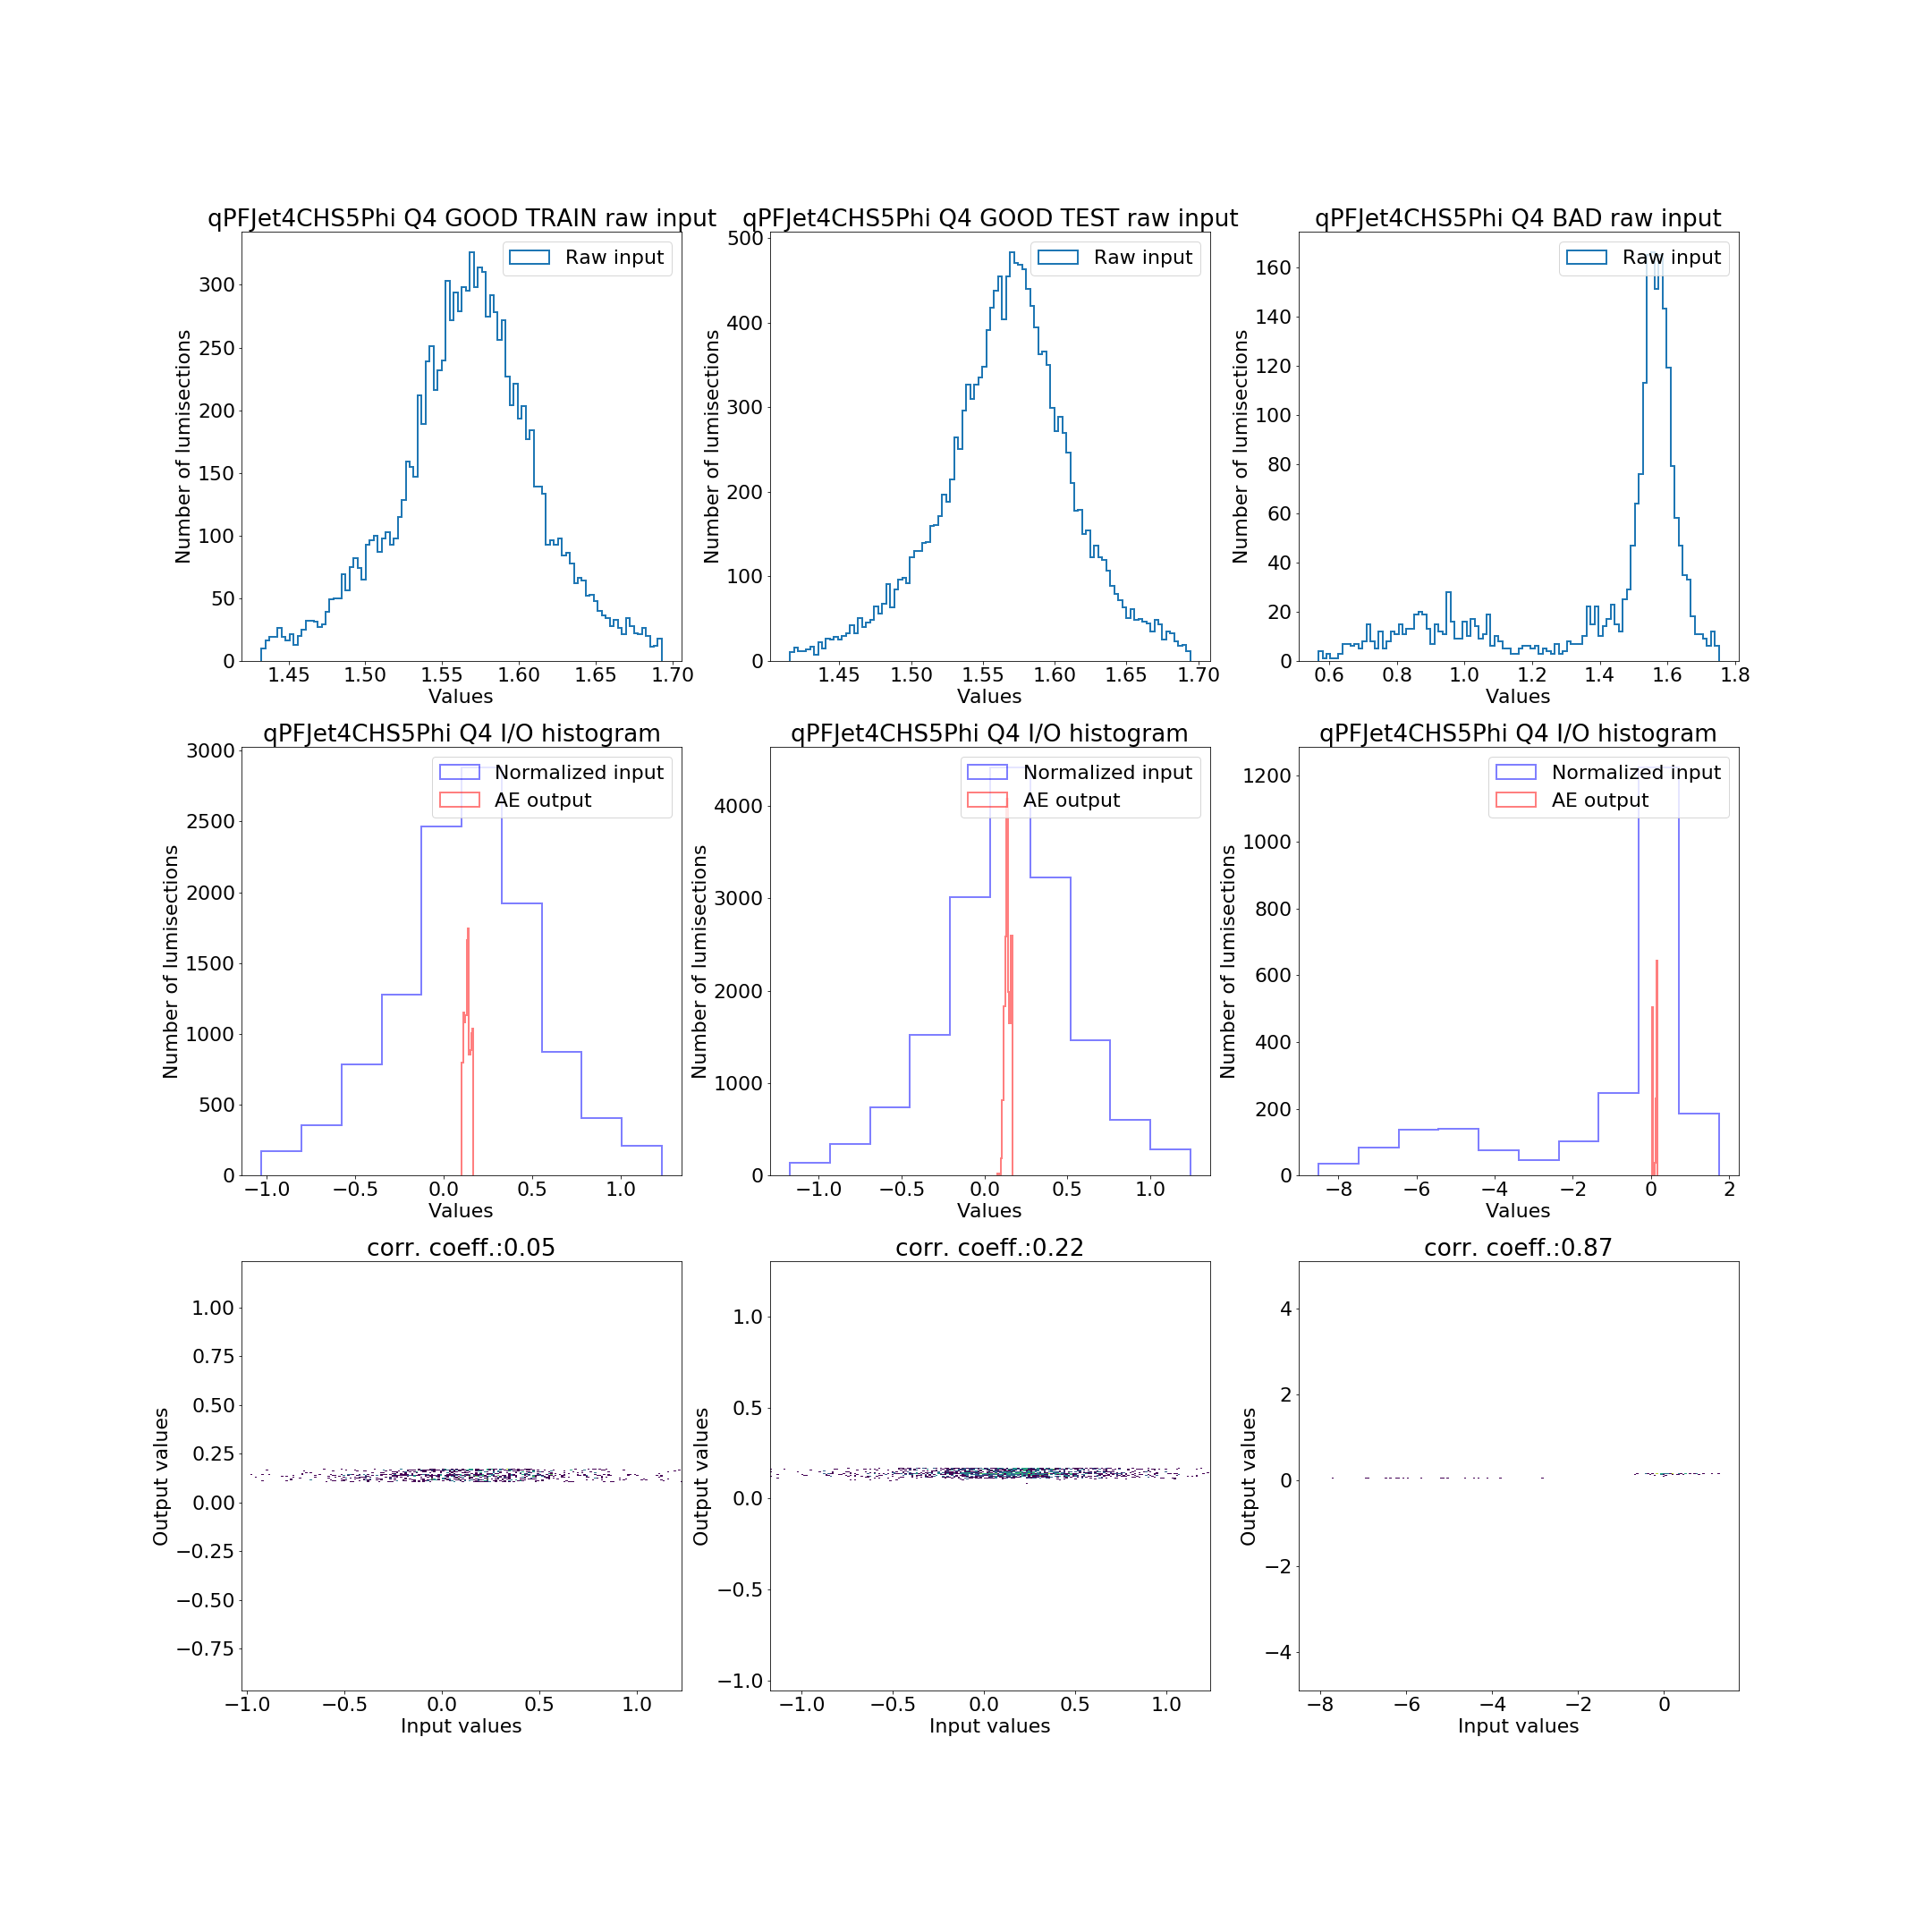 qPFJet4CHS5Phi Q4 GOOD TRAIN raw input
Raw input
Number of lumisections
300
250
200
150
100
50
0
1.45 1.50 1.55 1.60 1.65 1.70
Values
qPFJet4CHS5Phi Q4 GOOD TEST raw input
Raw input
Number of lumisections
500
400
300
200
100
0
1.45 1.50 1.55 1.60 1.65 1.70
Values
qPFJet4CHS5Phi Q4 BAD raw input
Raw input
Number of lumisections
160
140
120
100
80
60
40
20
0
0.6 0.8 1.0 1.2 1.4 1.6 1.8
Values
qPFJet4CHS5Phi Q4 I/O histogram
Normalized input
AE output
Number of lumisections
3000
2500
2000
1500
1000
500
0
−1.0 −0.5 0.0 0.5 1.0
Values
qPFJet4CHS5Phi Q4 I/O histogram
Normalized input
AE output
Number of lumisections
4000
3000
2000
1000
0
−1.0 −0.5 0.0 0.5 1.0
Values
qPFJet4CHS5Phi Q4 I/O histogram
Normalized input
AE output
Number of lumisections
1200
1000
800
600
400
200
0
−8 −6 −4 −2 0 2
Values
corr. coeff.:0.05
Output values
1.00
0.75
0.50
0.25
0.00
−0.25
−0.50
−0.75
−1.0 −0.5 0.0 0.5 1.0
Input values
corr. coeff.:0.22
Output values
1.0
0.5
0.0
−0.5
−1.0
−1.0 −0.5 0.0 0.5 1.0
Input values
corr. coeff.:0.87
Output values
4
2
0
−2
−4
−8 −6 −4 −2 0
Input values